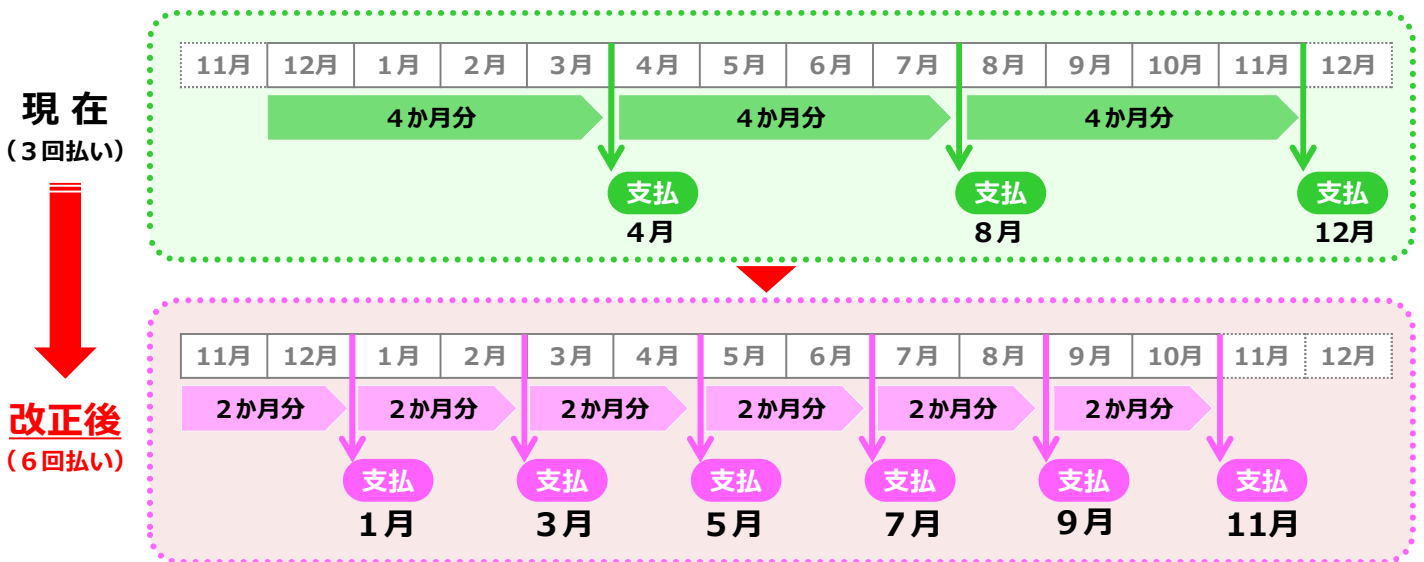 11月 12月 1月 2月 3月 4月 5月 6月 7月 8月 9月 10月 11月 12月
現在
(3回払い)
4か月分 4か月分 4か月分
支払 支払 支払
4月 8月 12月
11月 12月 1月 2月 3月 4月 5月 6月 7月 8月 9月 10月 11月 12月
改正後
(6回払い)
2か月分 2か月分 2か月分 2か月分 2か月分 2か月分
支払 支払 支払 支払 支払 支払
1月 3月 5月 7月 9月 11月